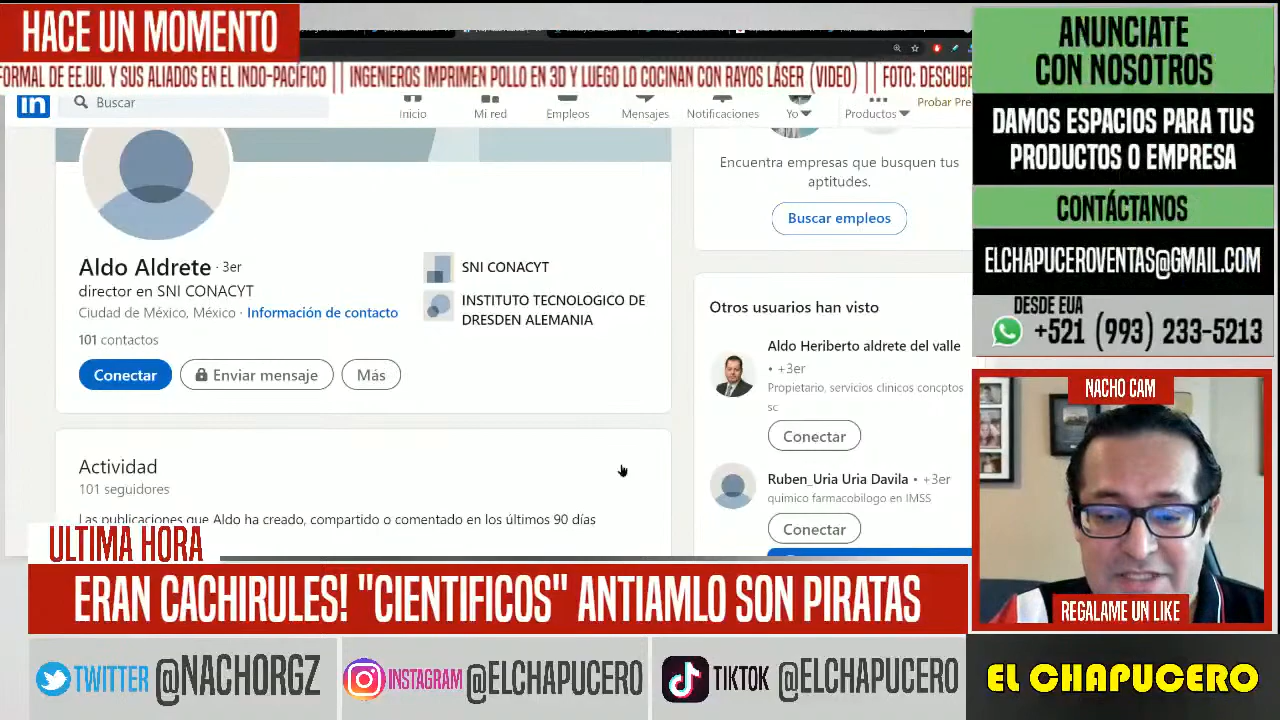 HACE UN MOMENTO
FORMAL DE EE.UU. Y SUS ALIADOS EN EL INDO-PACÍFICO || INGENIEROS IMPRIMEN POLLO EN 3D Y LUEGO LO COCINAN CON RAYOS LÁSER (VIDEO) || FOTO: DESCUBR
in
Buscar
Inicio
Mi red
Empleos
Mensajes
Notificaciones
Yo
Productos
Probar Pre
Aldo Aldrete · 3er
director en SNI CONACYT
Ciudad de México, México · Información de contacto
101 contactos
Conectar
Enviar mensaje
Más
SNI CONACYT
INSTITUTO TECNOLOGICO DE
DRESDEN ALEMANIA
Actividad
101 seguidores
Las publicaciones que Aldo ha creado, compartido o comentado en los últimos 90 días
Encuentra empresas que busquen tus
aptitudes.
Buscar empleos
Otros usuarios han visto
Aldo Heriberto aldrete del valle
• +3er
Propietario, servicios clinicos concptos
sc
Conectar
Ruben_Uria Uria Davila • +3er
quimico farmacobilogo en IMSS
Conectar
ANUNCIATE
CON NOSOTROS
DAMOS ESPACIOS PARA TUS
PRODUCTOS O EMPRESA
CONTÁCTANOS
ELCHAPUCEROVENTAS@GMAIL.COM
DESDE EUA
+521 (993) 233-5213
NACHO CAM
REGALAME UN LIKE
ULTIMA HORA
ERAN CACHIRULES! "CIENTIFICOS" ANTIAMLO SON PIRATAS
TWITTER @NACHORGZ
INSTAGRAM @ELCHAPUCERO
TIKTOK @ELCHAPUCERO
EL CHAPUCERO